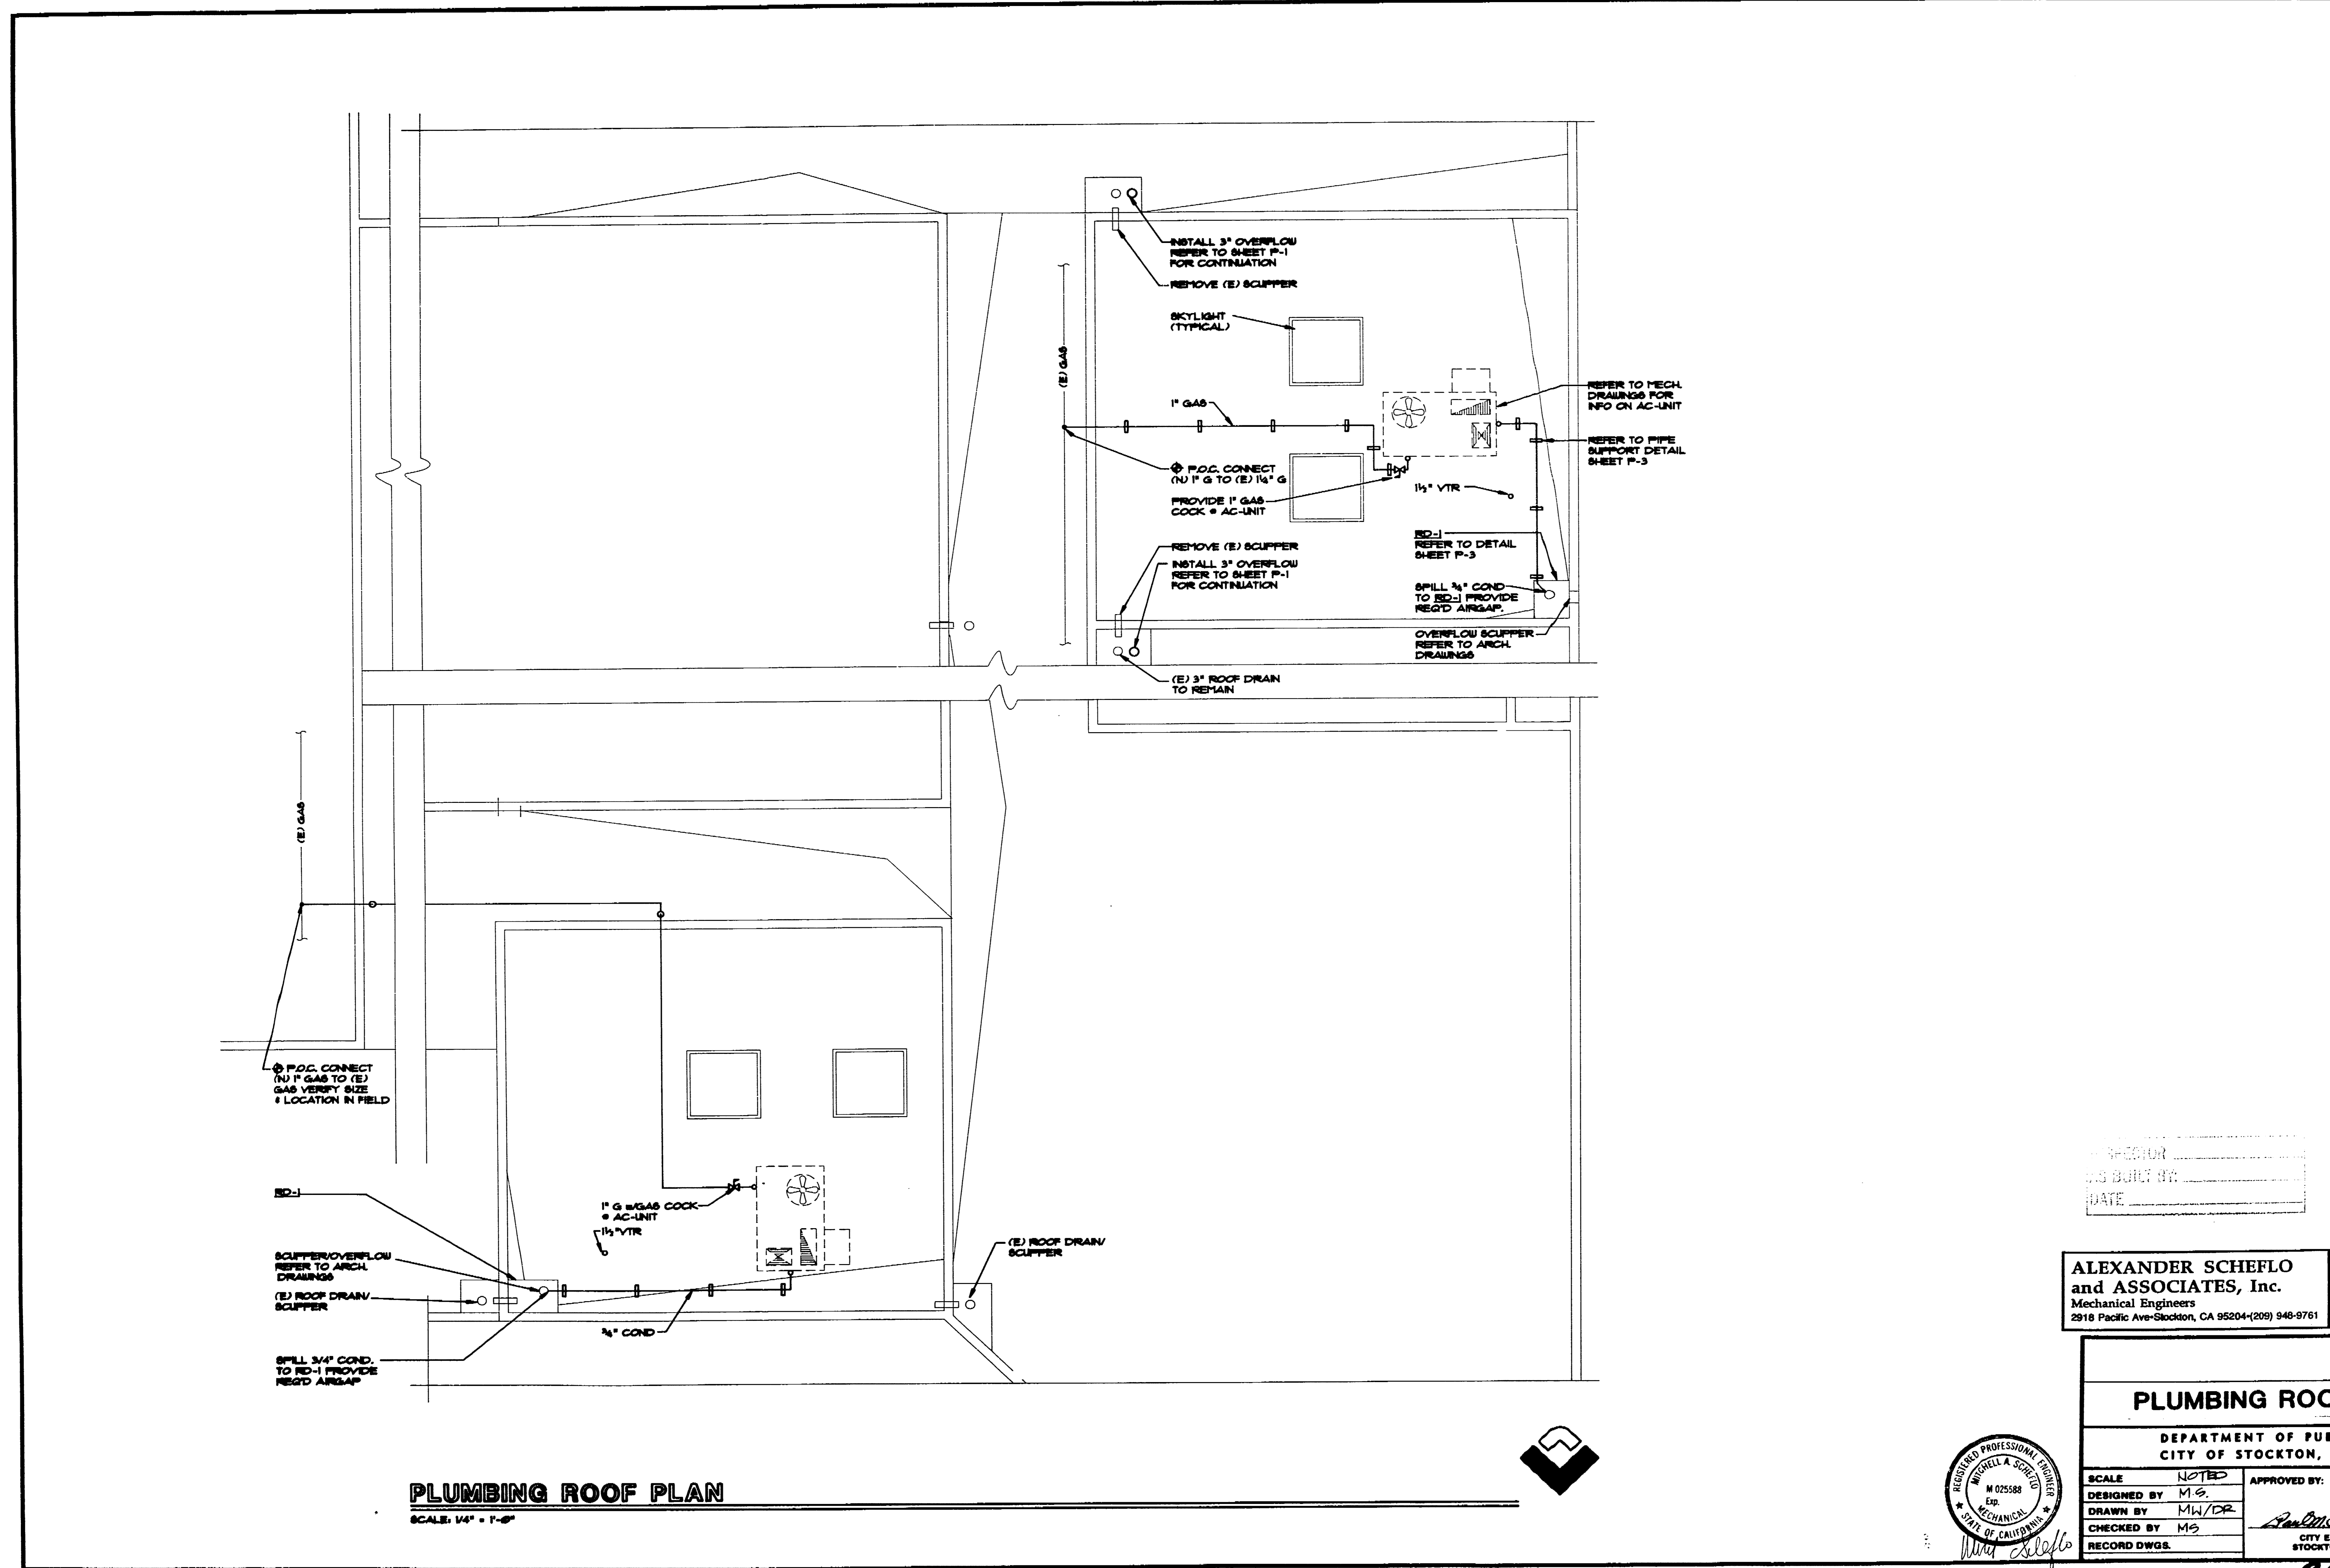 INSTALL 3" OVERFLOW
REFER TO SHEET P-1
FOR CONTINUATION
REMOVE (E) SCUPPER
SKYLIGHT
(TYPICAL)
(E) GAS
1" GAS
REFER TO MECH.
DRAWINGS FOR
INFO ON AC-UNIT
REFER TO PIPE
SUPPORT DETAIL
SHEET P-3
P.O.C. CONNECT
(N) 1" G TO (E) 1¼" G
PROVIDE 1" GAS
COCK @ AC-UNIT
1½" VTR
REMOVE (E) SCUPPER
INSTALL 3" OVERFLOW
REFER TO SHEET P-1
FOR CONTINUATION
RD-1
REFER TO DETAIL
SHEET P-3
SPILL ¾" COND
TO RD-1 PROVIDE
REQ'D AIRGAP.
OVERFLOW SCUPPER
REFER TO ARCH.
DRAWINGS
(E) 3" ROOF DRAIN
TO REMAIN
(E) GAS
P.O.C. CONNECT
(N) 1" GAS TO (E)
GAS VERIFY SIZE
& LOCATION IN FIELD
RD-1
1" G w/GAS COCK
@ AC-UNIT
1½" VTR
SCUPPER/OVERFLOW
REFER TO ARCH.
DRAWINGS
(E) ROOF DRAIN/
SCUPPER
(E) ROOF DRAIN/
SCUPPER
¾" COND
SPILL 3/4" COND.
TO RD-1 PROVIDE
REQ'D AIRGAP
PLUMBING ROOF PLAN
SCALE: 1/4" = 1'-0"
AS BUILT BY:
DATE
ALEXANDER SCHEFLO
and ASSOCIATES, Inc.
Mechanical Engineers
2918 Pacific Ave•Stockton, CA 95204•(209) 948-9761
PLUMBING ROO
DEPARTMENT OF PUB
CITY OF STOCKTON,
SCALE NOTED
APPROVED BY:
DESIGNED BY M.S.
DRAWN BY MW/DR
CHECKED BY MS
RECORD DWGS.
CITY E
STOCKT
REGISTERED PROFESSIONAL ENGINEER
MITCHELL A. SCHEFLO
M 025588
Exp.
MECHANICAL
STATE OF CALIFORNIA